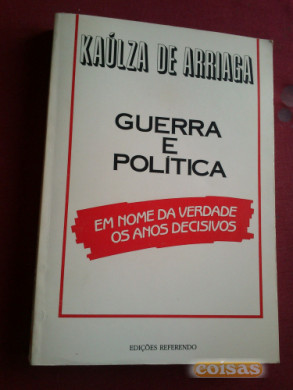 KAÚLZA DE ARRIAGA
GUERRA
E
POLÍTICA
EM NOME DA VERDADE
OS ANOS DECISIVOS
EDIÇÕES REFERENDO
coisas